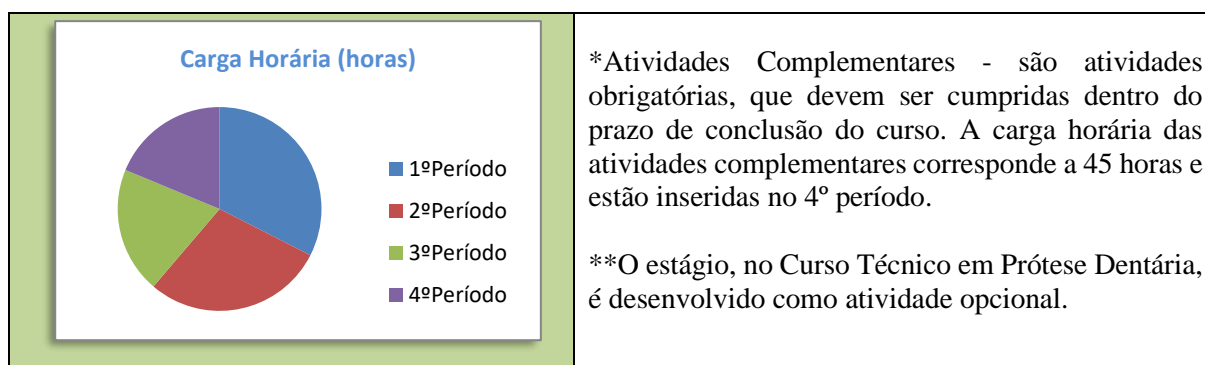 Carga Horária (horas)
1ºPeríodo
2ºPeríodo
3ºPeríodo
4ºPeríodo
*Atividades Complementares - são atividades
obrigatórias, que devem ser cumpridas dentro do
prazo de conclusão do curso. A carga horária das
atividades complementares corresponde a 45 horas e
estão inseridas no 4º período.
**O estágio, no Curso Técnico em Prótese Dentária,
é desenvolvido como atividade opcional.